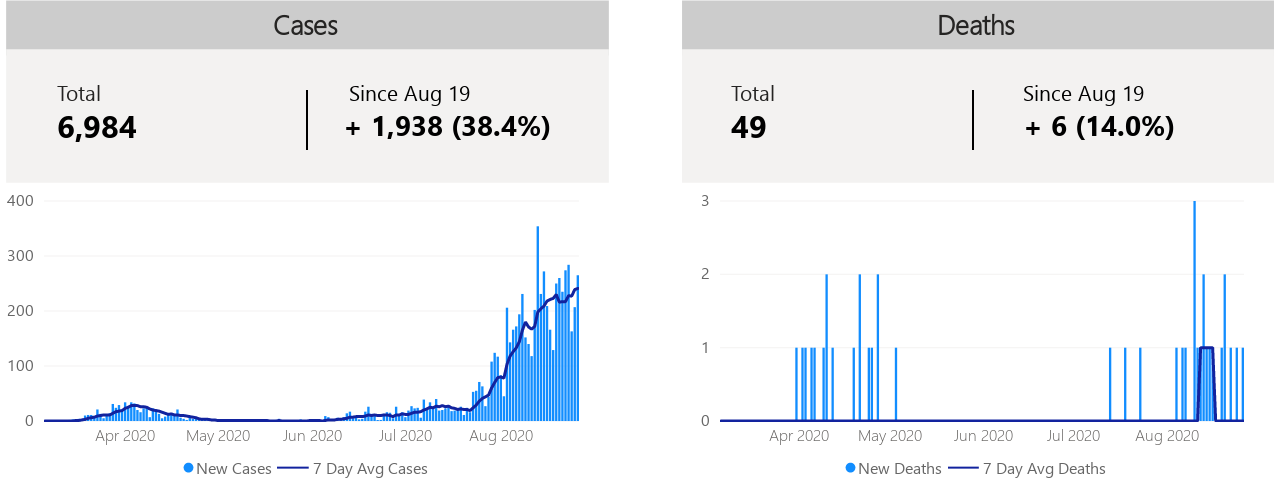 Cases
Total
Since Aug 19
6,984
+ 1,938 (38.4%)
400
300
200
100
0
Apr 2020 May 2020 Jun 2020 Jul 2020 Aug 2020
New Cases 7 Day Avg Cases
Deaths
Total
Since Aug 19
49
+ 6 (14.0%)
3
2
1
0
Apr 2020 May 2020 Jun 2020 Jul 2020 Aug 2020
New Deaths 7 Day Avg Deaths